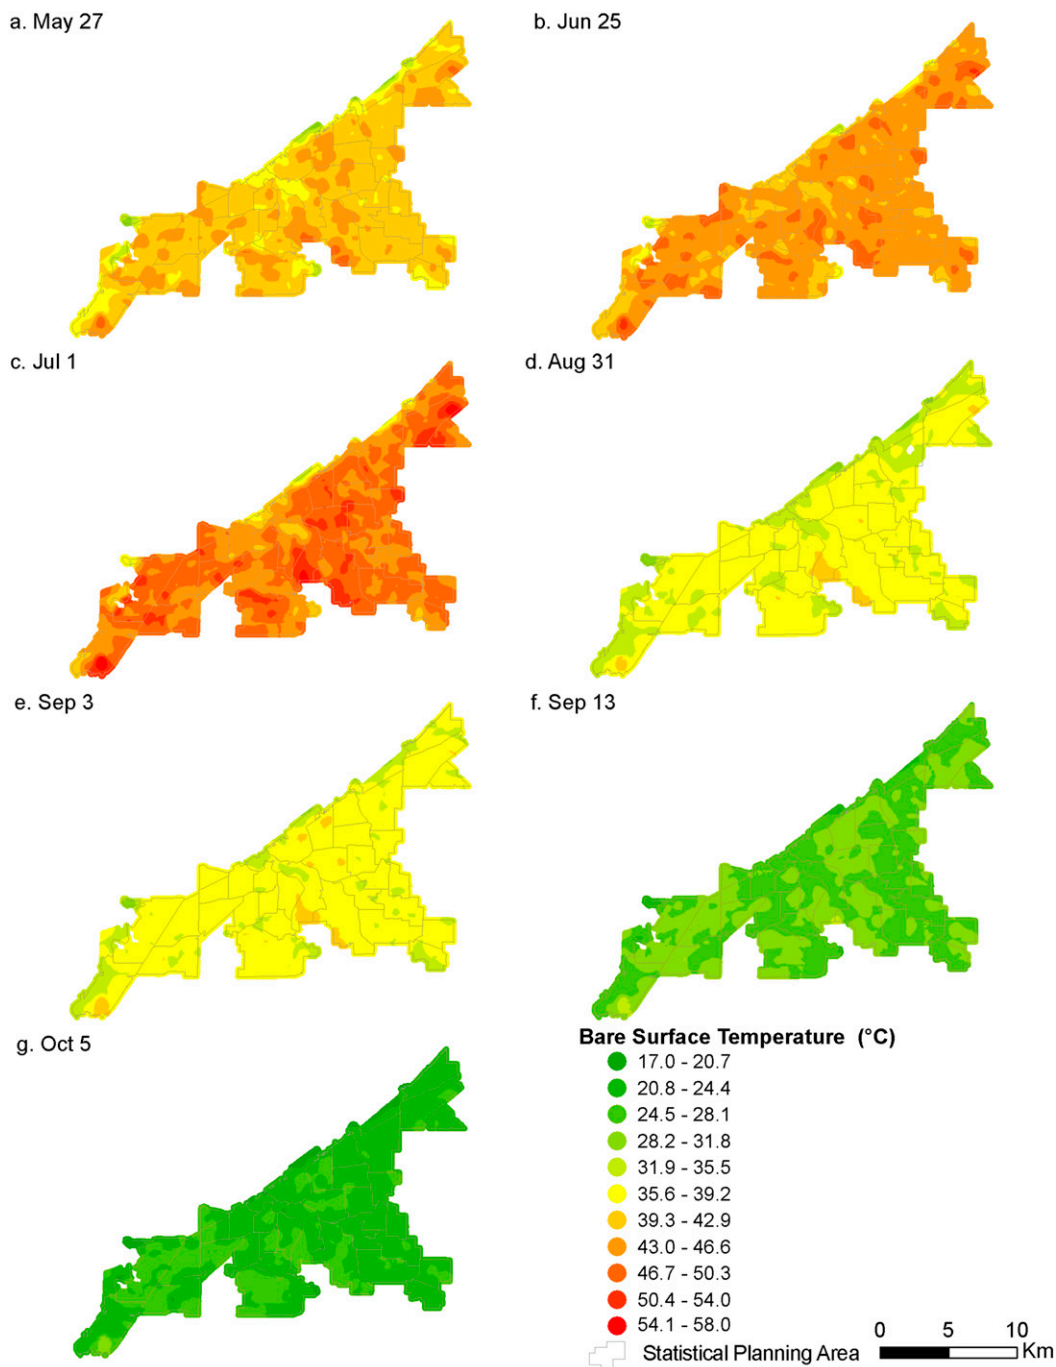 a. May 27
b. Jun 25
c. Jul 1
d. Aug 31
e. Sep 3
f. Sep 13
g. Oct 5
Bare Surface Temperature (°C)
17.0 - 20.7
20.8 - 24.4
24.5 - 28.1
28.2 - 31.8
31.9 - 35.5
35.6 - 39.2
39.3 - 42.9
43.0 - 46.6
46.7 - 50.3
50.4 - 54.0
54.1 - 58.0
Statistical Planning Area
0 5 10
Km